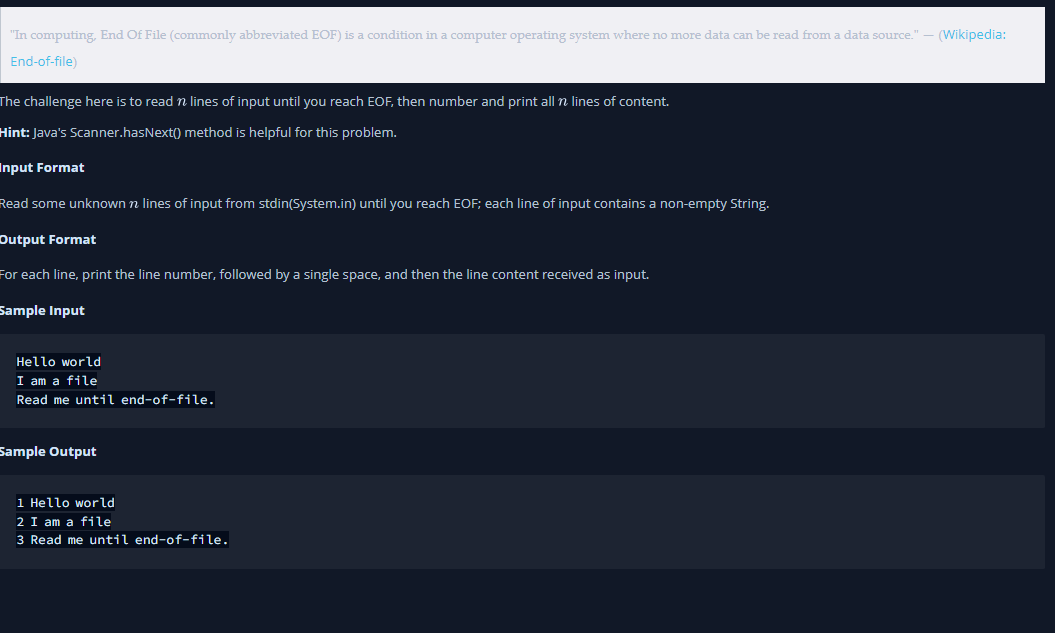 "In computing, End Of File (commonly abbreviated EOF) is a condition in a computer operating system where no more data can be read from a data source." — (Wikipedia:
End-of-file)
The challenge here is to read n lines of input until you reach EOF, then number and print all n lines of content.
Hint: Java's Scanner.hasNext() method is helpful for this problem.
Input Format
Read some unknown n lines of input from stdin(System.in) until you reach EOF; each line of input contains a non-empty String.
Output Format
For each line, print the line number, followed by a single space, and then the line content received as input.
Sample Input
Hello world
I am a file
Read me until end-of-file.
Sample Output
1 Hello world
2 I am a file
3 Read me until end-of-file.